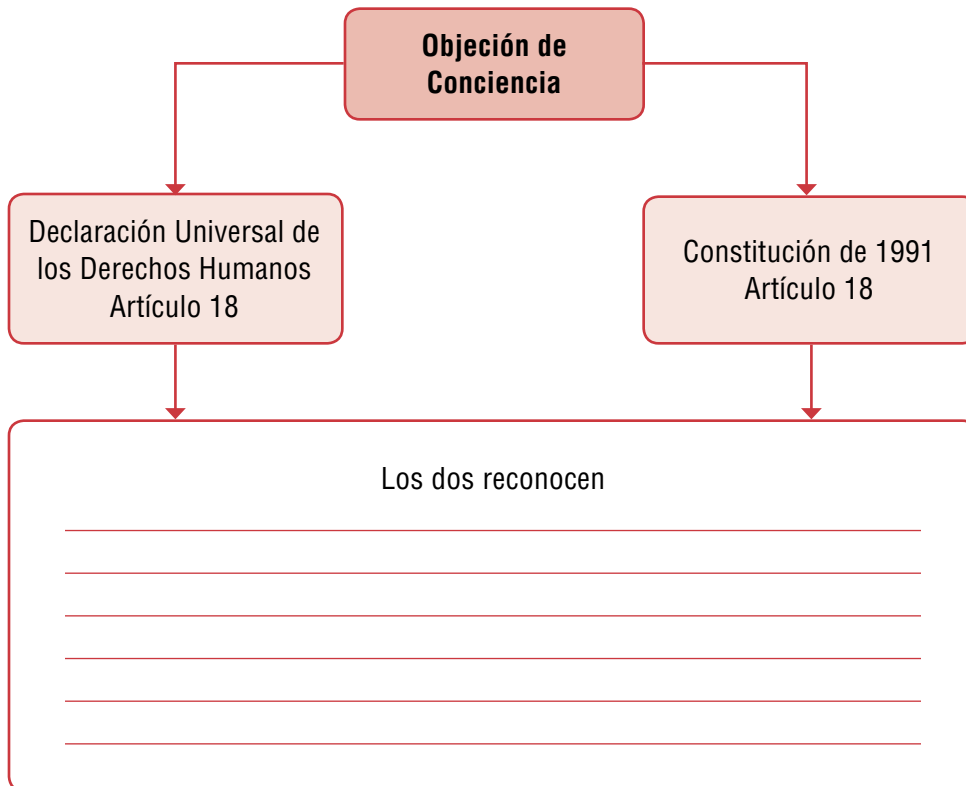 Objeción de
Conciencia
Declaración Universal de
los Derechos Humanos
Artículo 18
Constitución de 1991
Artículo 18
Los dos reconocen